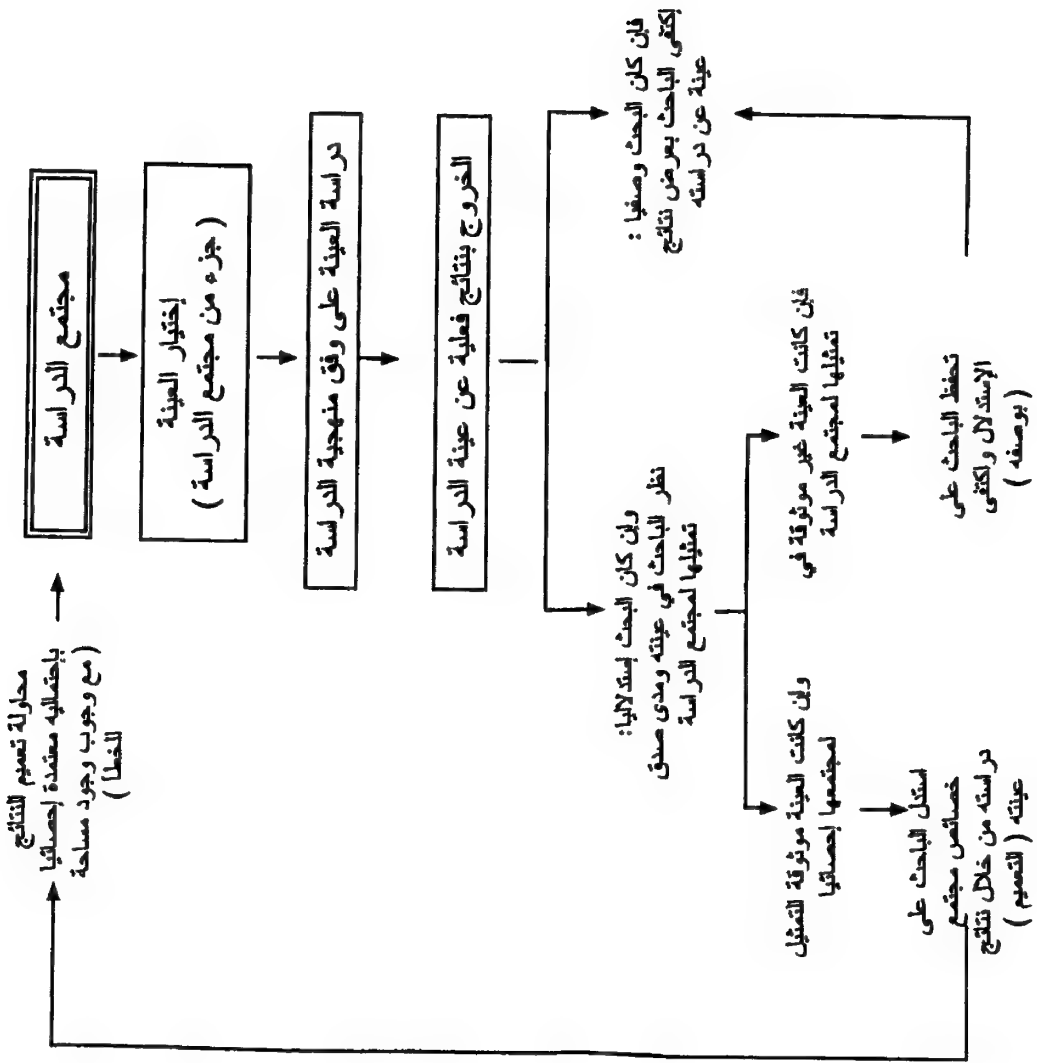 مجتمع الدراسة
إختيار العينة
( جزء من مجتمع الدراسة )
دراسة العينة على وفق منهجية الدراسة
الخروج بنتائج فعلية عن عينة الدراسة
فإن كان البحث وصفيا :
إكتفى الباحث بعرض نتائج
عينة عن دراسته
وإن كان البحث إستدلاليا:
نظر الباحث في عينته ومدى صدق
تمثيلها لمجتمع الدراسة
فإن كانت العينة غير موثوقة في
تمثيلها لمجتمع الدراسة
تحفظ الباحث على
الإستدلال واكتفى
( بوصفه )
وإن كانت العينة موثوقة التمثيل
لمجتمعها إحصائيا
استدل الباحث على
خصائص مجتمع
دراسته من خلال نتائج
عينته ( التعميم )
محاولة تعميم النتائج
بإحتماليه معتمدة إحصائيا
( مع وجوب وجود مساحة
للخطأ )